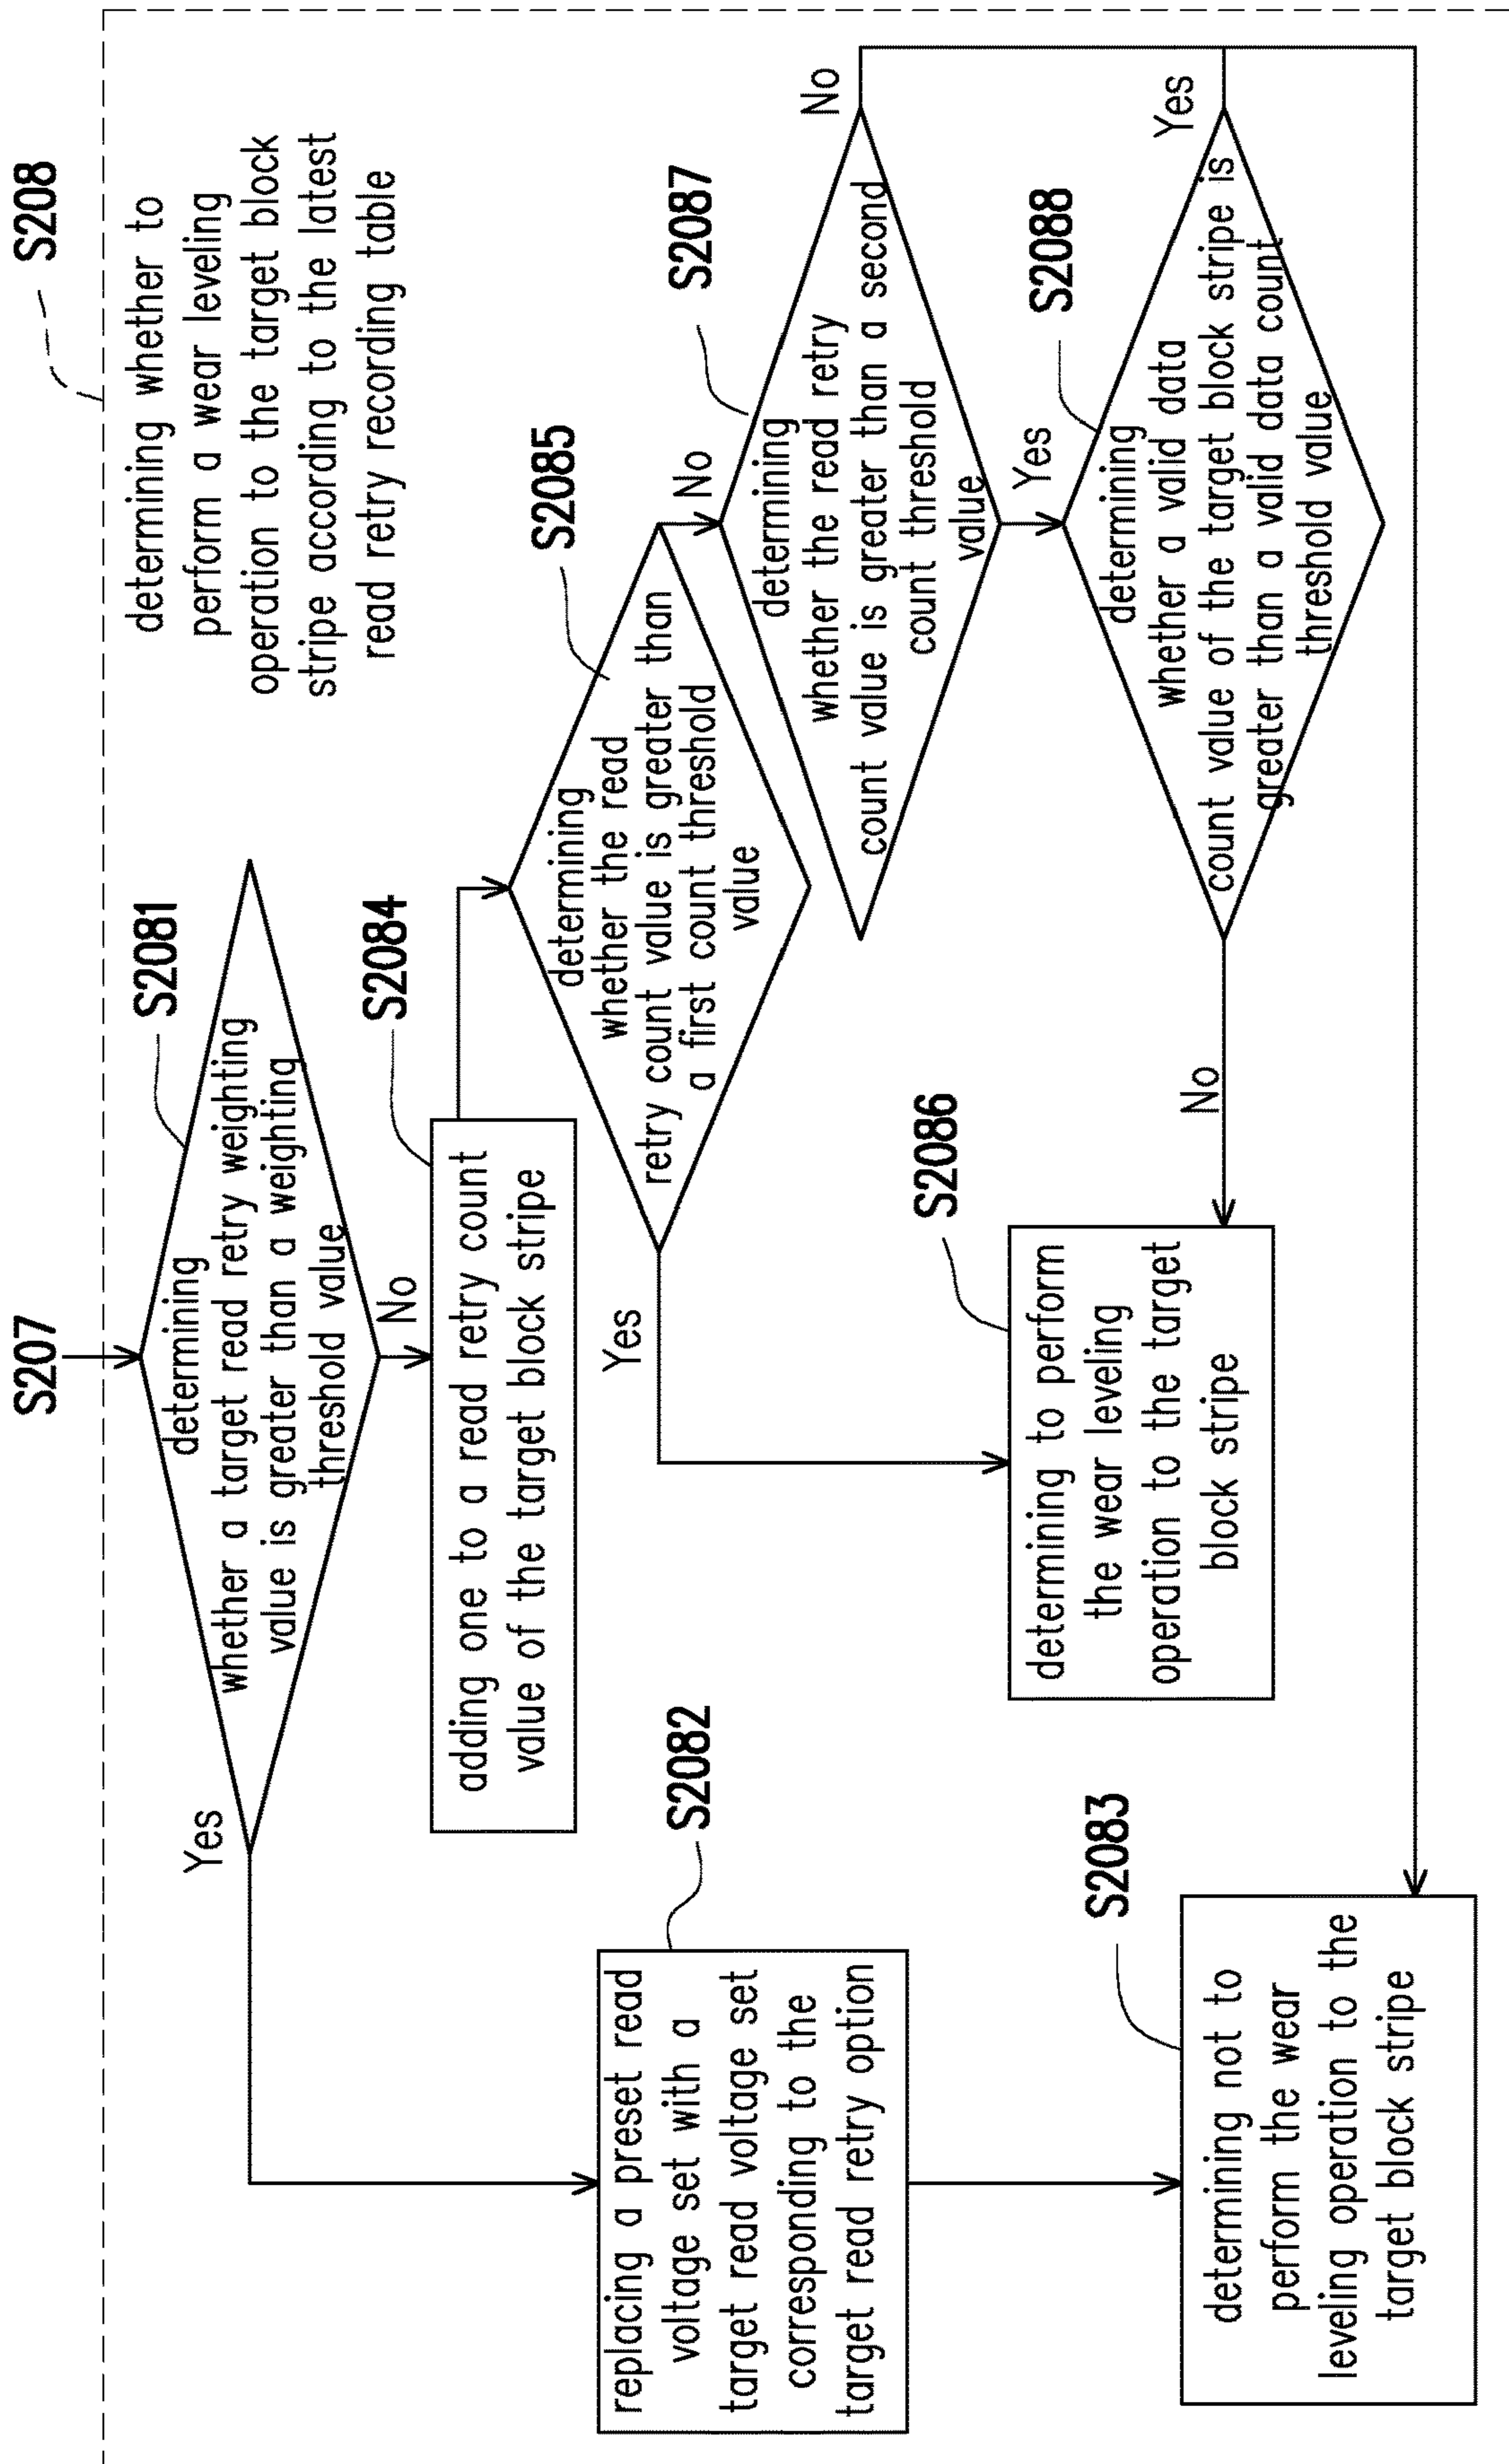 S207
S208
determining whether to
perform a wear leveling
operation to the target block
stripe according to the latest
read retry recording table
S2081
determining
whether a target read retry weighting
value is greater than a weighting
threshold value
Yes
No
S2084
adding one to a read retry count
value of the target block stripe
S2085
determining
whether the read
retry count value is greater than
a first count threshold
value
Yes
No
S2082
replacing a preset read
voltage set with a
target read voltage set
corresponding to the
target read retry option
S2087
determining
whether the read retry
count value is greater than a second
count threshold
value
No
Yes
S2086
determining to perform
the wear leveling
operation to the target
block stripe
S2088
determining
whether a valid data
count value of the target block stripe is
greater than a valid data count
threshold value
No
Yes
S2083
determining not to
perform the wear
leveling operation to the
target block stripe